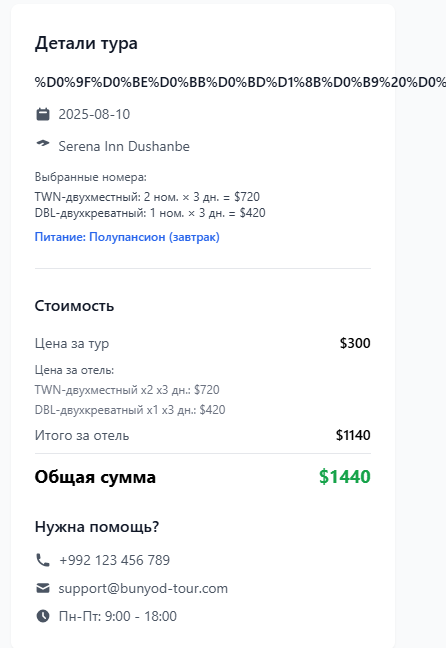 Детали тура
%D0%9F%D0%BE%D0%BB%D0%BD%D1%8B%D0%B9%20%D0%
2025-08-10
Serena Inn Dushanbe
Выбранные номера:
TWN-двухместный: 2 ном. × 3 дн. = $720
DBL-двухкреватный: 1 ном. × 3 дн. = $420
Питание: Полупансион (завтрак)
Стоимость
Цена за тур $300
Цена за отель:
TWN-двухместный x2 x3 дн.: $720
DBL-двухкреватный x1 x3 дн.: $420
Итого за отель $1140
Общая сумма $1440
Нужна помощь?
+992 123 456 789
support@bunyod-tour.com
Пн-Пт: 9:00 - 18:00